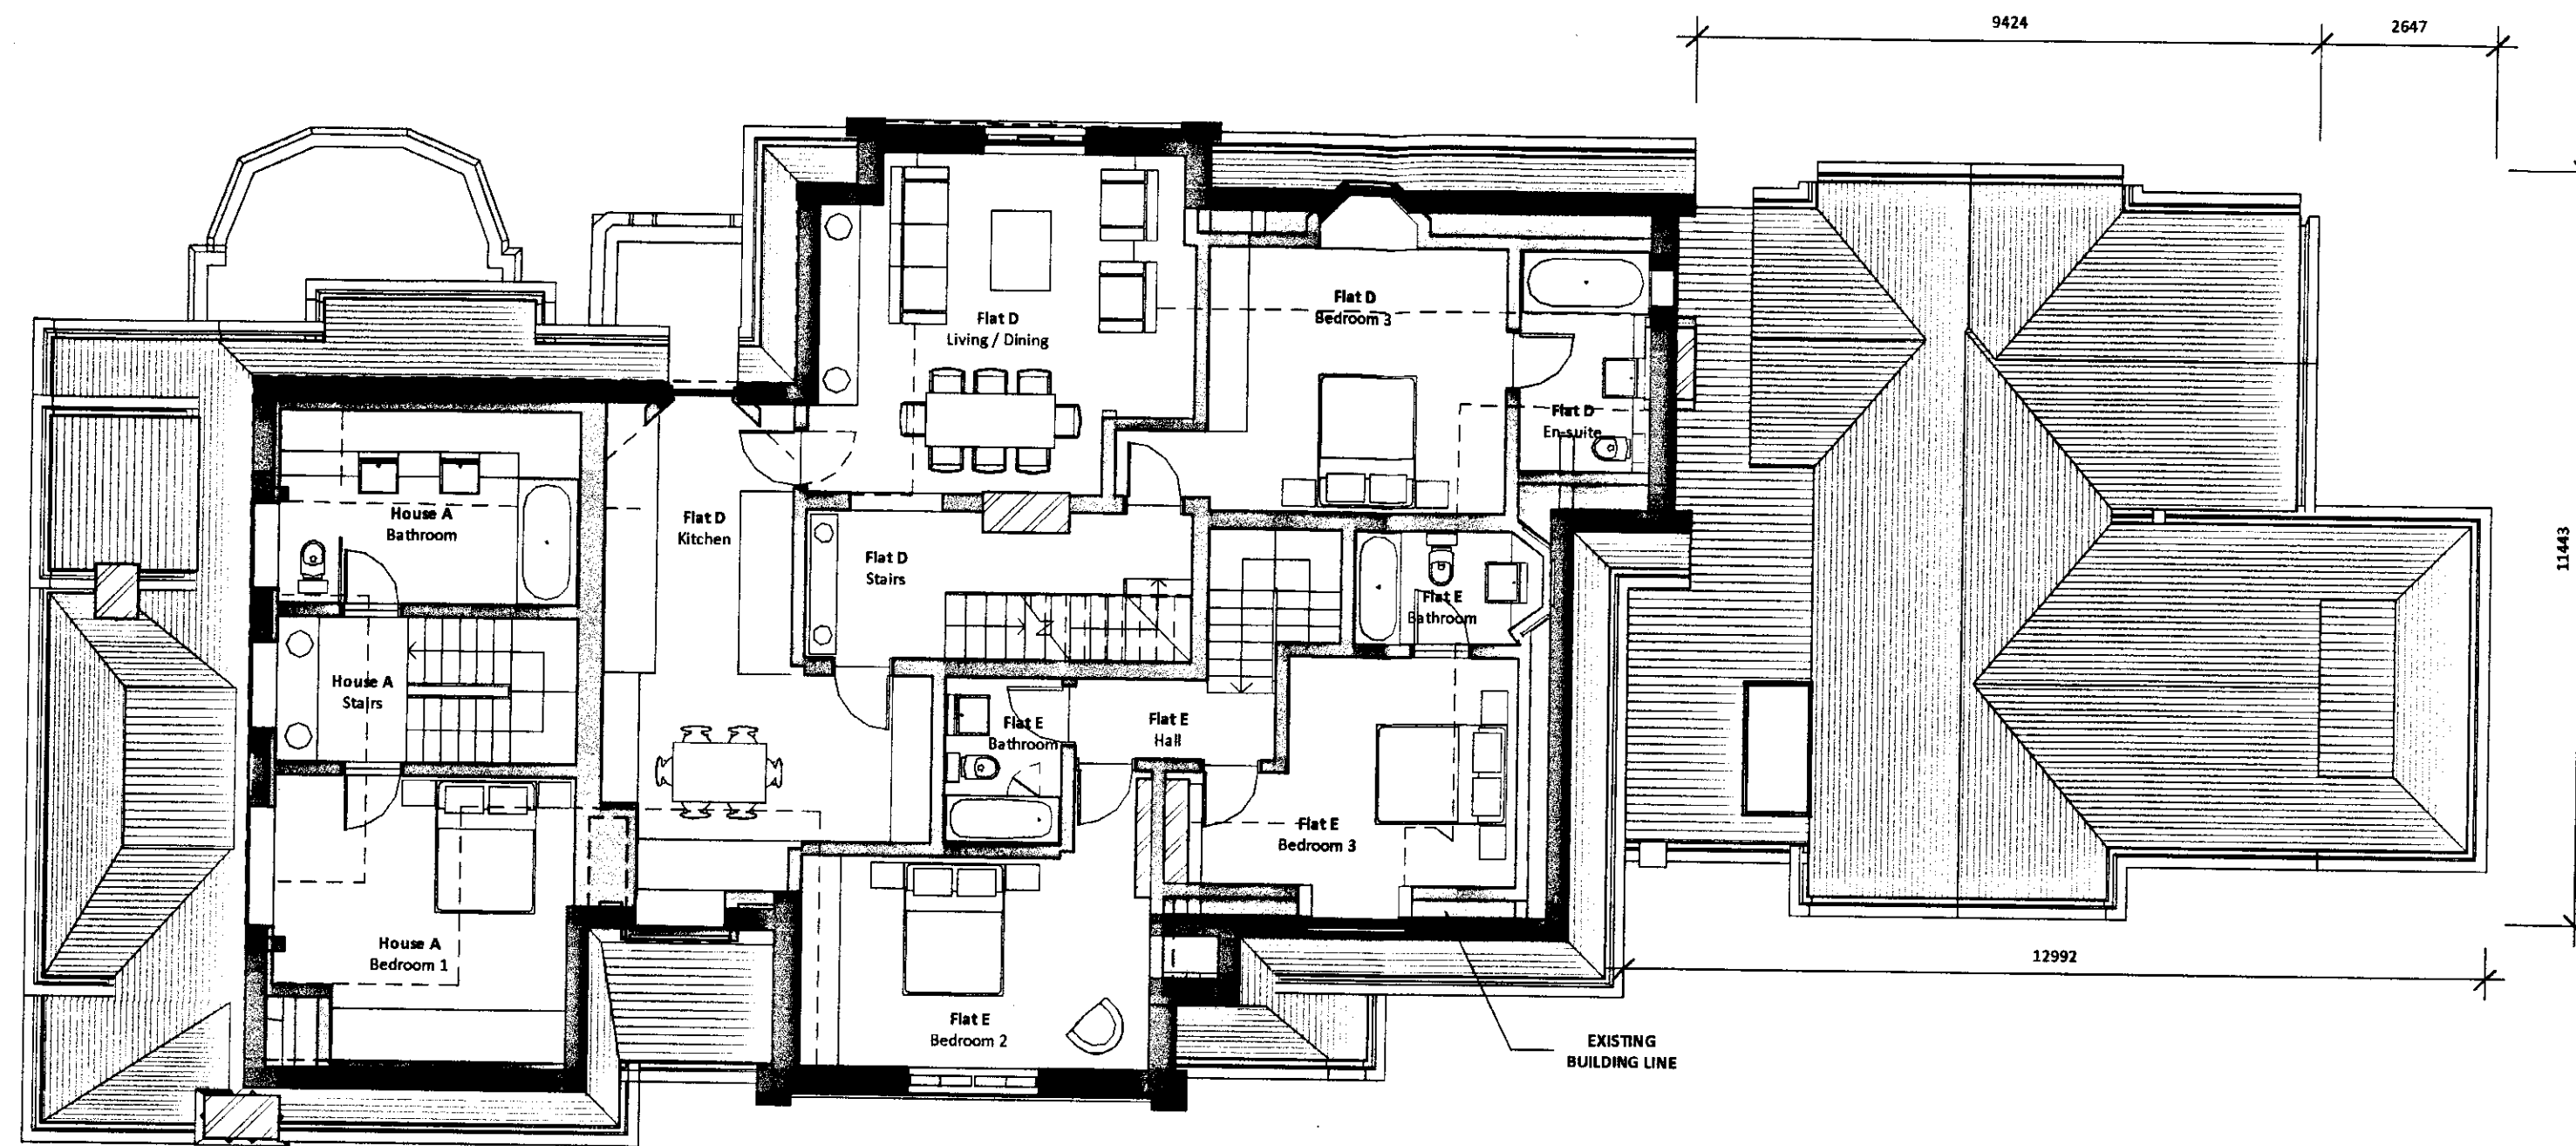 9424
2647
Flat D
Bedroom 3
Flat D
Living / Dining
Flat D
En-suite
House A
Bathroom
Flat D
Kitchen
Flat D
Stairs
11443
Flat E
Bathroom
House A
Stairs
Flat E
Bathroom
Flat E
Hall
Flat E
Bedroom 3
House A
Bedroom 1
12992
Flat E
Bedroom 2
EXISTING
BUILDING LINE